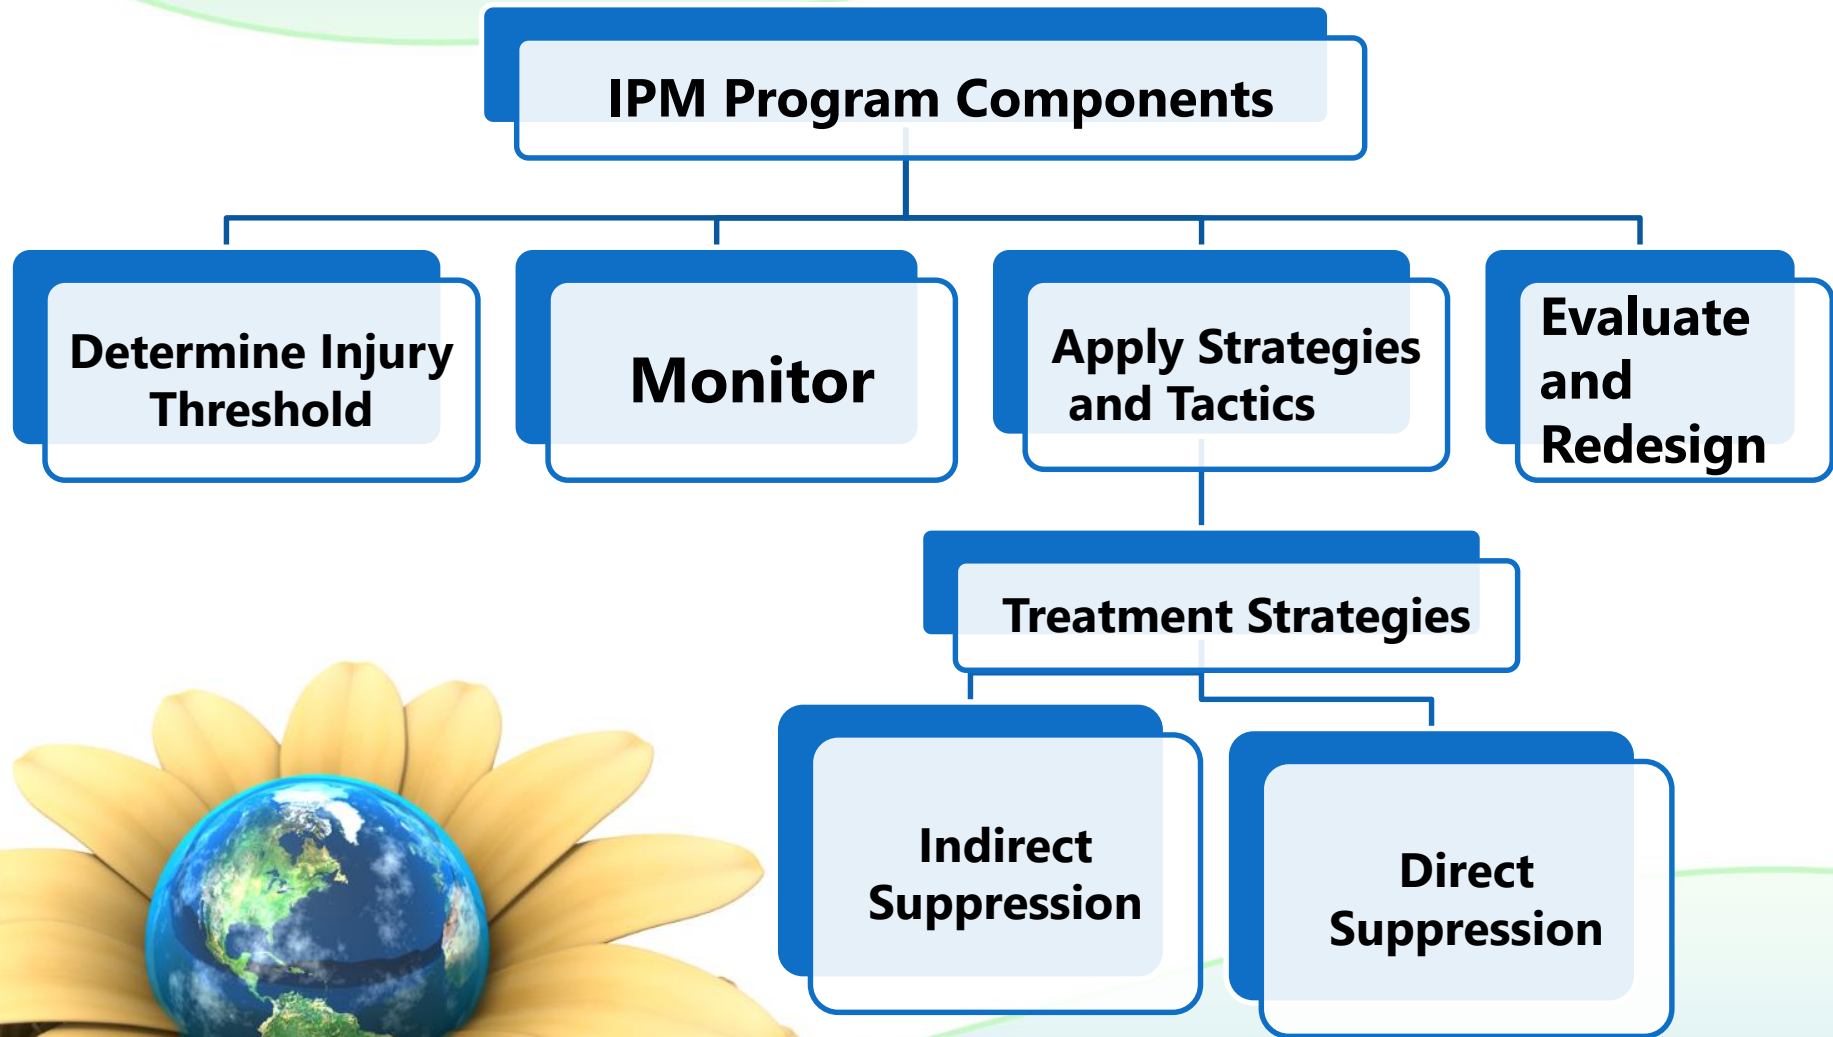 IPM Program Components
Determine Injury
Threshold
Monitor
Apply Strategies
and Tactics
Evaluate
and
Redesign
Treatment Strategies
Indirect
Suppression
Direct
Suppression